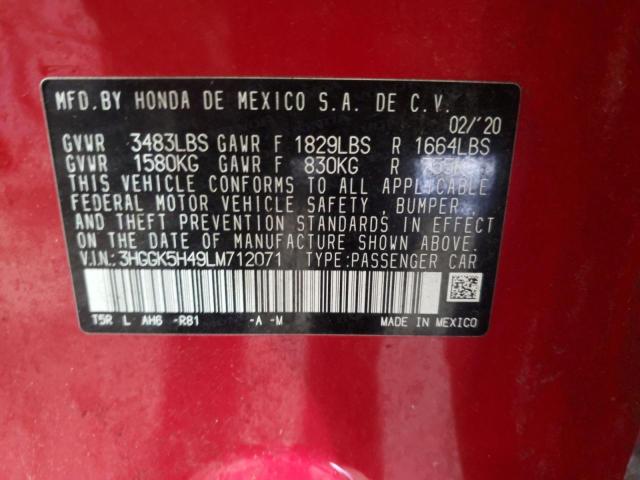 MFD.BY HONDA DE MEXICO S.A. DE C.V.
02/'20
GVWR 3483LBS GAWR F 1829LBS R 1664LBS
GVWR 1580KG GAWR F 830KG R 755KG
THIS VEHICLE CONFORMS TO ALL APPLICABLE
FEDERAL MOTOR VEHICLE SAFETY , BUMPER ,
AND THEFT PREVENTION STANDARDS IN EFFECT
ON THE DATE OF MANUFACTURE SHOWN ABOVE.
V.I.N.: 3HGGK5H49LM712071 TYPE:PASSENGER CAR
T5R L AH6 -R81 -A -M MADE IN MEXICO